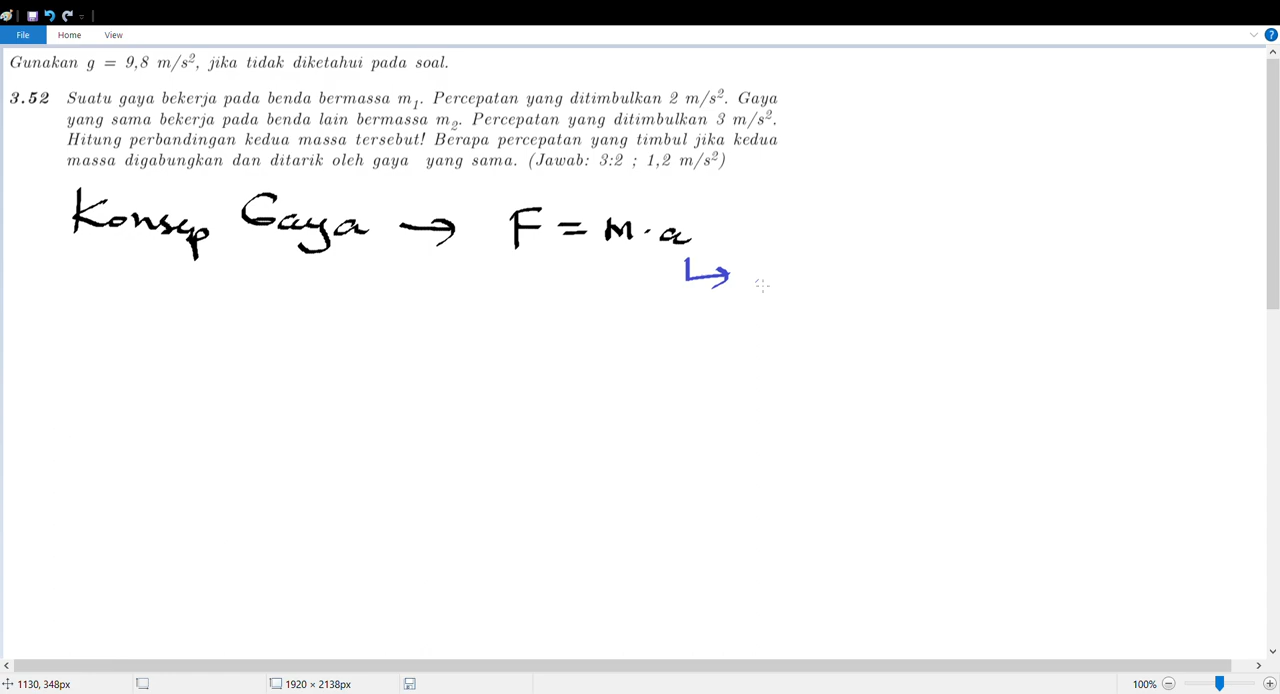 File Home View
Gunakan g = 9,8 m/s², jika tidak diketahui pada soal.
3.52 Suatu gaya bekerja pada benda bermassa m₁. Percepatan yang ditimbulkan 2 m/s². Gaya
yang sama bekerja pada benda lain bermassa m₂. Percepatan yang ditimbulkan 3 m/s².
Hitung perbandingan kedua massa tersebut! Berapa percepatan yang timbul jika kedua
massa digabungkan dan ditarik oleh gaya yang sama. (Jawab: 3:2 ; 1,2 m/s²)
Konsep Gaya → F = m . a
1130, 348px 1920 × 2138px 100%